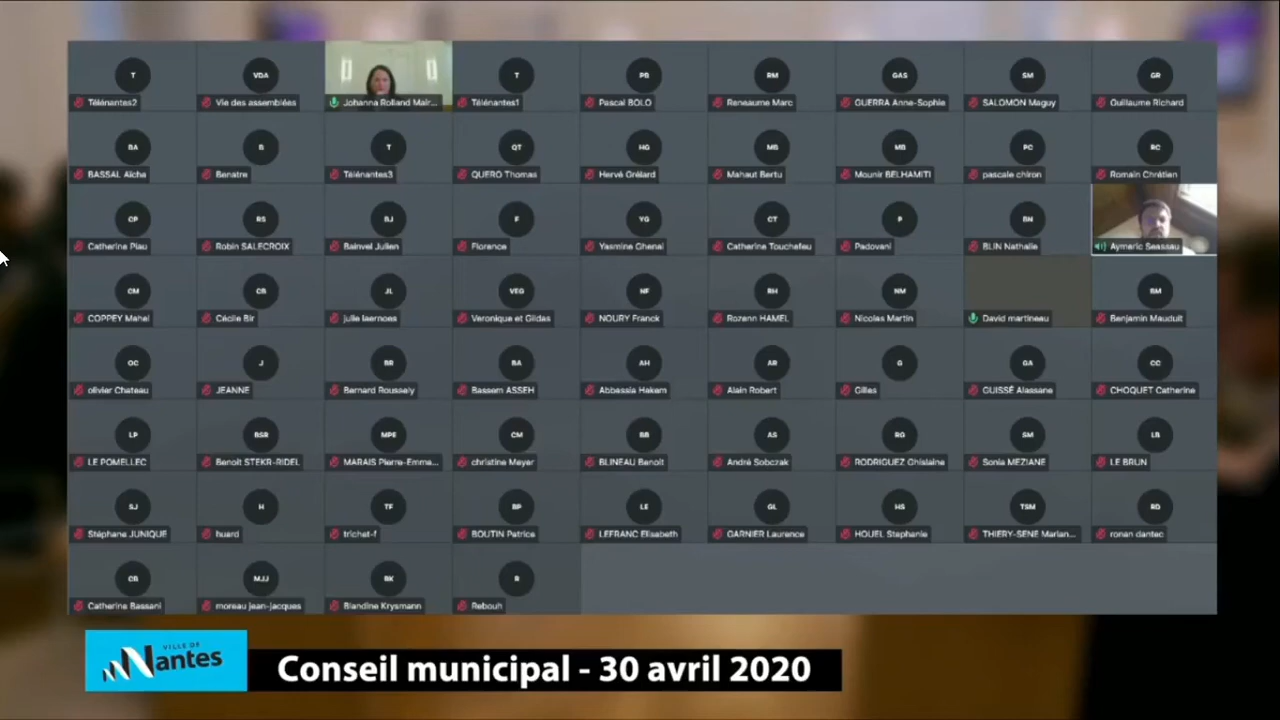 T
VDA
T
PB
RM
GAS
SM
GR
Télénantes2
Vie des assemblées
Johanna Rolland Mair...
Télénantes1
Pascal BOLO
Reneaume Marc
GUERRA Anne-Sophie
SALOMON Maguy
Guillaume Richard
BA
B
T
QT
HG
MB
MB
PC
RC
BASSAL Aïcha
Benatre
Télénantes3
QUERO Thomas
Hervé Grélard
Mahaut Bertu
Mounir BELHAMITI
pascale chiron
Romain Chrétien
CP
RS
BJ
F
YG
CT
P
BN
Catherine Piau
Robin SALECROIX
Bainvel Julien
Florence
Yasmine Ghenai
Catherine Touchefeu
Padovani
BLIN Nathalie
Aymeric Seassau
CM
CB
JL
VEG
NF
RH
NM
BM
COPPEY Mahel
Cécile Bir
julie laernoes
Veronique et Gildas
NOURY Franck
Rozenn HAMEL
Nicolas Martin
David martineau
Benjamin Mauduit
OC
J
BR
BA
AH
AR
G
GA
CC
olivier Chateau
JEANNE
Bernard Roussely
Bassem ASSEH
Abbassia Hakem
Alain Robert
Gilles
GUISSÉ Alassane
CHOQUET Catherine
LP
BSR
MPE
CM
BB
AS
RG
SM
LB
LE POMELLEC
Benoit STEKR-RIDEL
MARAIS Pierre-Emma...
christine Meyer
BLINEAU Benoit
André Sobczak
RODRIGUEZ Ghislaine
Sonia MEZIANE
LE BRUN
SJ
H
TF
BP
LE
GL
HS
TSM
RD
Stéphane JUNIQUE
huard
trichet-f
BOUTIN Patrice
LEFRANC Elisabeth
GARNIER Laurence
HOUEL Stephanie
THIERY-SENE Marian...
ronan dantec
CB
MJJ
BK
R
Catherine Bassani
moreau jean-jacques
Blandine Krysmann
Rebouh
VILLE DE
Nantes
Conseil municipal - 30 avril 2020